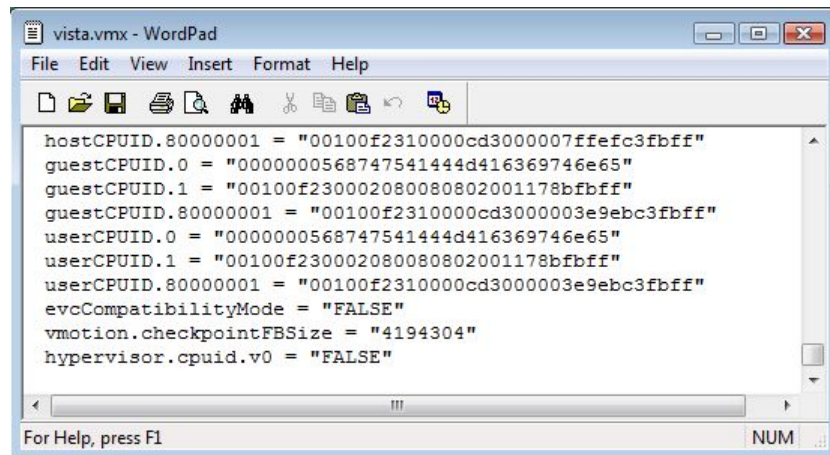 vista.vmx - WordPad
File Edit View Insert Format Help
hostCPUID.80000001 = "00100f2310000cd3000007ffefc3fbff"
guestCPUID.0 = "0000000568747541444d416369746e65"
guestCPUID.1 = "00100f230002080080802001178bfbff"
guestCPUID.80000001 = "00100f2310000cd3000003e9ebc3fbff"
userCPUID.0 = "0000000568747541444d416369746e65"
userCPUID.1 = "00100f230002080080802001178bfbff"
userCPUID.80000001 = "00100f2310000cd3000003e9ebc3fbff"
evcCompatibilityMode = "FALSE"
vmotion.checkpointFBSize = "4194304"
hypervisor.cpuid.v0 = "FALSE"
For Help, press F1 NUM